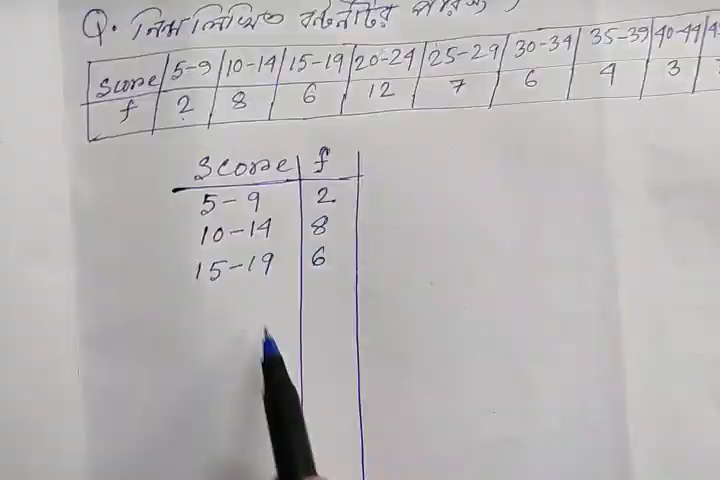 Q. নিম্নলিখিত বন্টনটির
Score 5-9 10-14 15-19 20-24 25-29 30-34 35-39 40-44
f 2 8 6 12 7 6 4 3
Score f
5-9 2
10-14 8
15-19 6